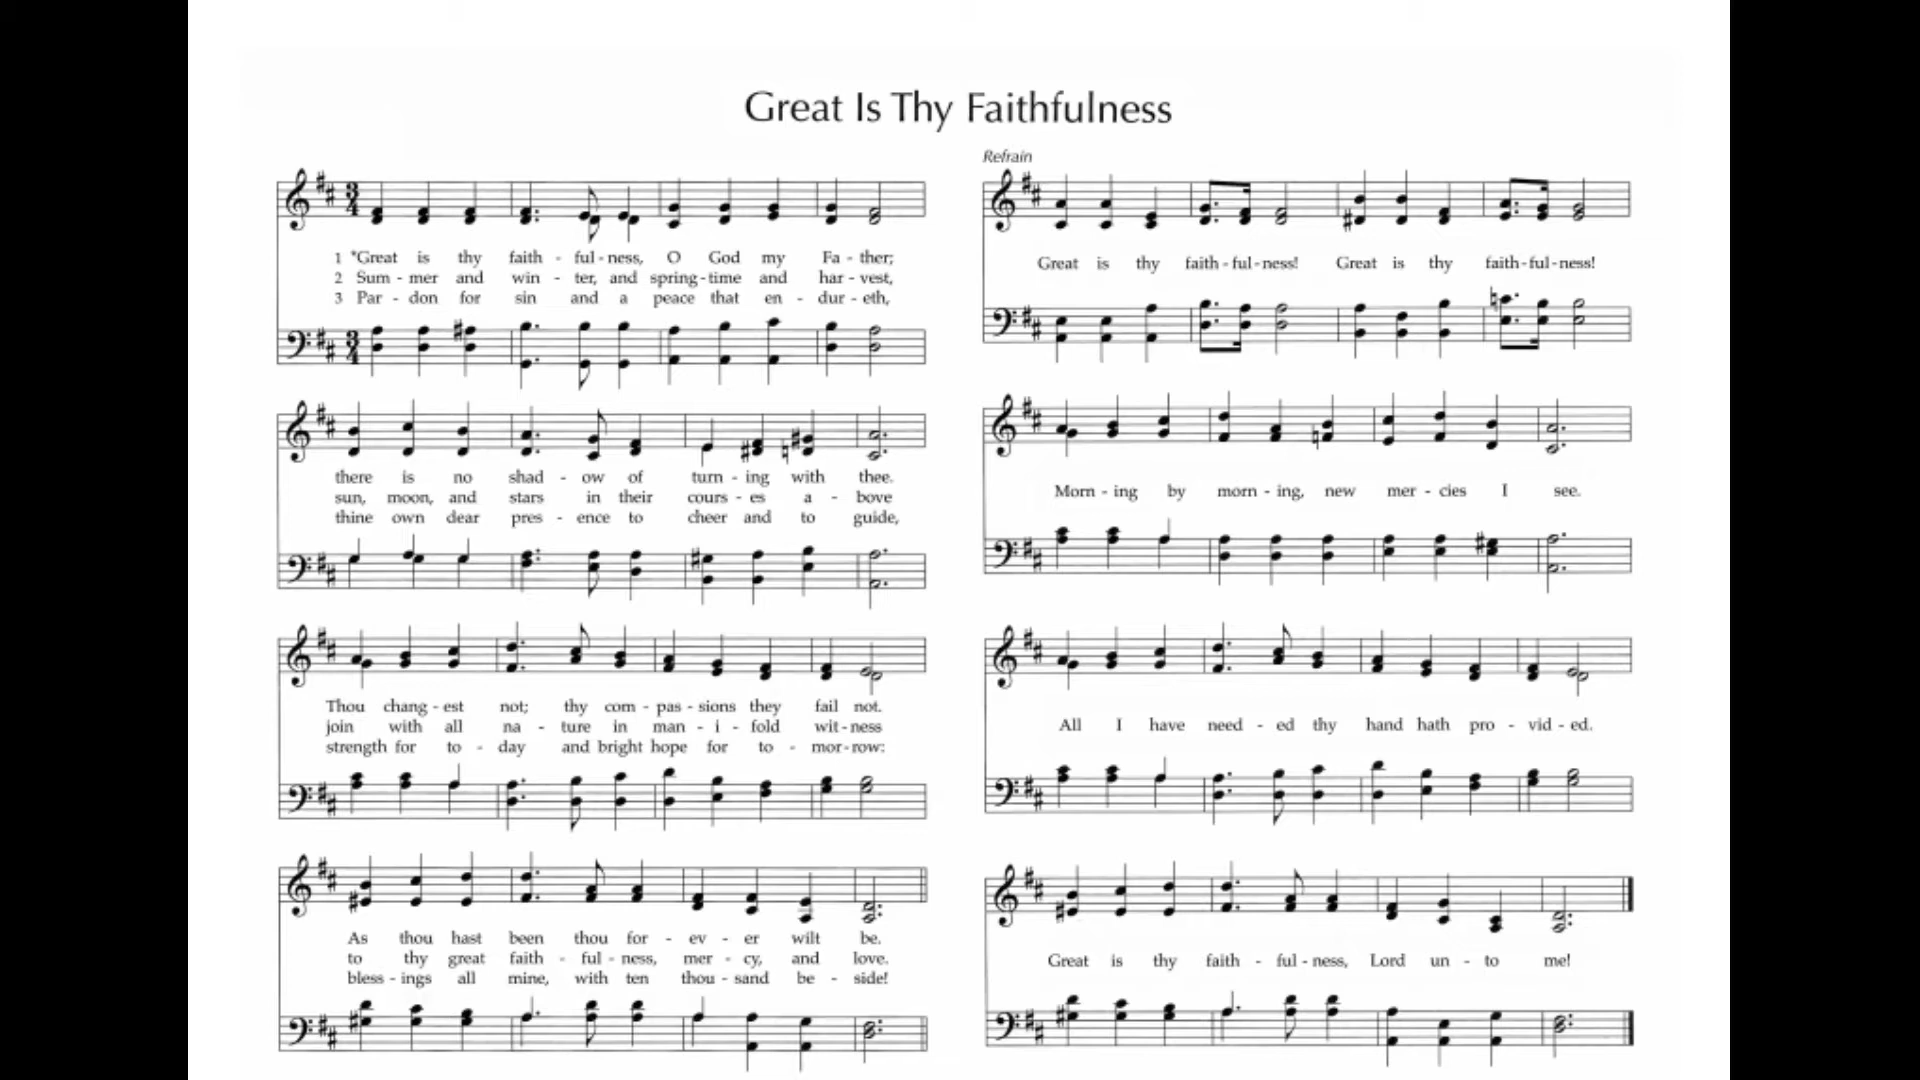 Great Is Thy Faithfulness
3 4
1 *Great is thy faith - ful - ness, O God my Fa - ther;
2 Sum - mer and win - ter, and spring - time and har - vest,
3 Par - don for sin and a peace that en - dur - eth,
3 4
there is no shad - ow of turn - ing with thee.
sun, moon, and stars in their cours - es a - bove
thine own dear pres - ence to cheer and to guide,
Thou chang - est not; thy com - pas - sions they fail not.
join with all na - ture in man - i - fold wit - ness
strength for to - day and bright hope for to - mor - row:
As thou hast been thou for - ev - er wilt be.
to thy great faith - ful - ness, mer - cy, and love.
bless - ings all mine, with ten thou - sand be - side!
Refrain
Great is thy faith - ful - ness! Great is thy faith - ful - ness!
Morn - ing by morn - ing, new mer - cies I see.
All I have need - ed thy hand hath pro - vid - ed.
Great is thy faith - ful - ness, Lord un - to me!